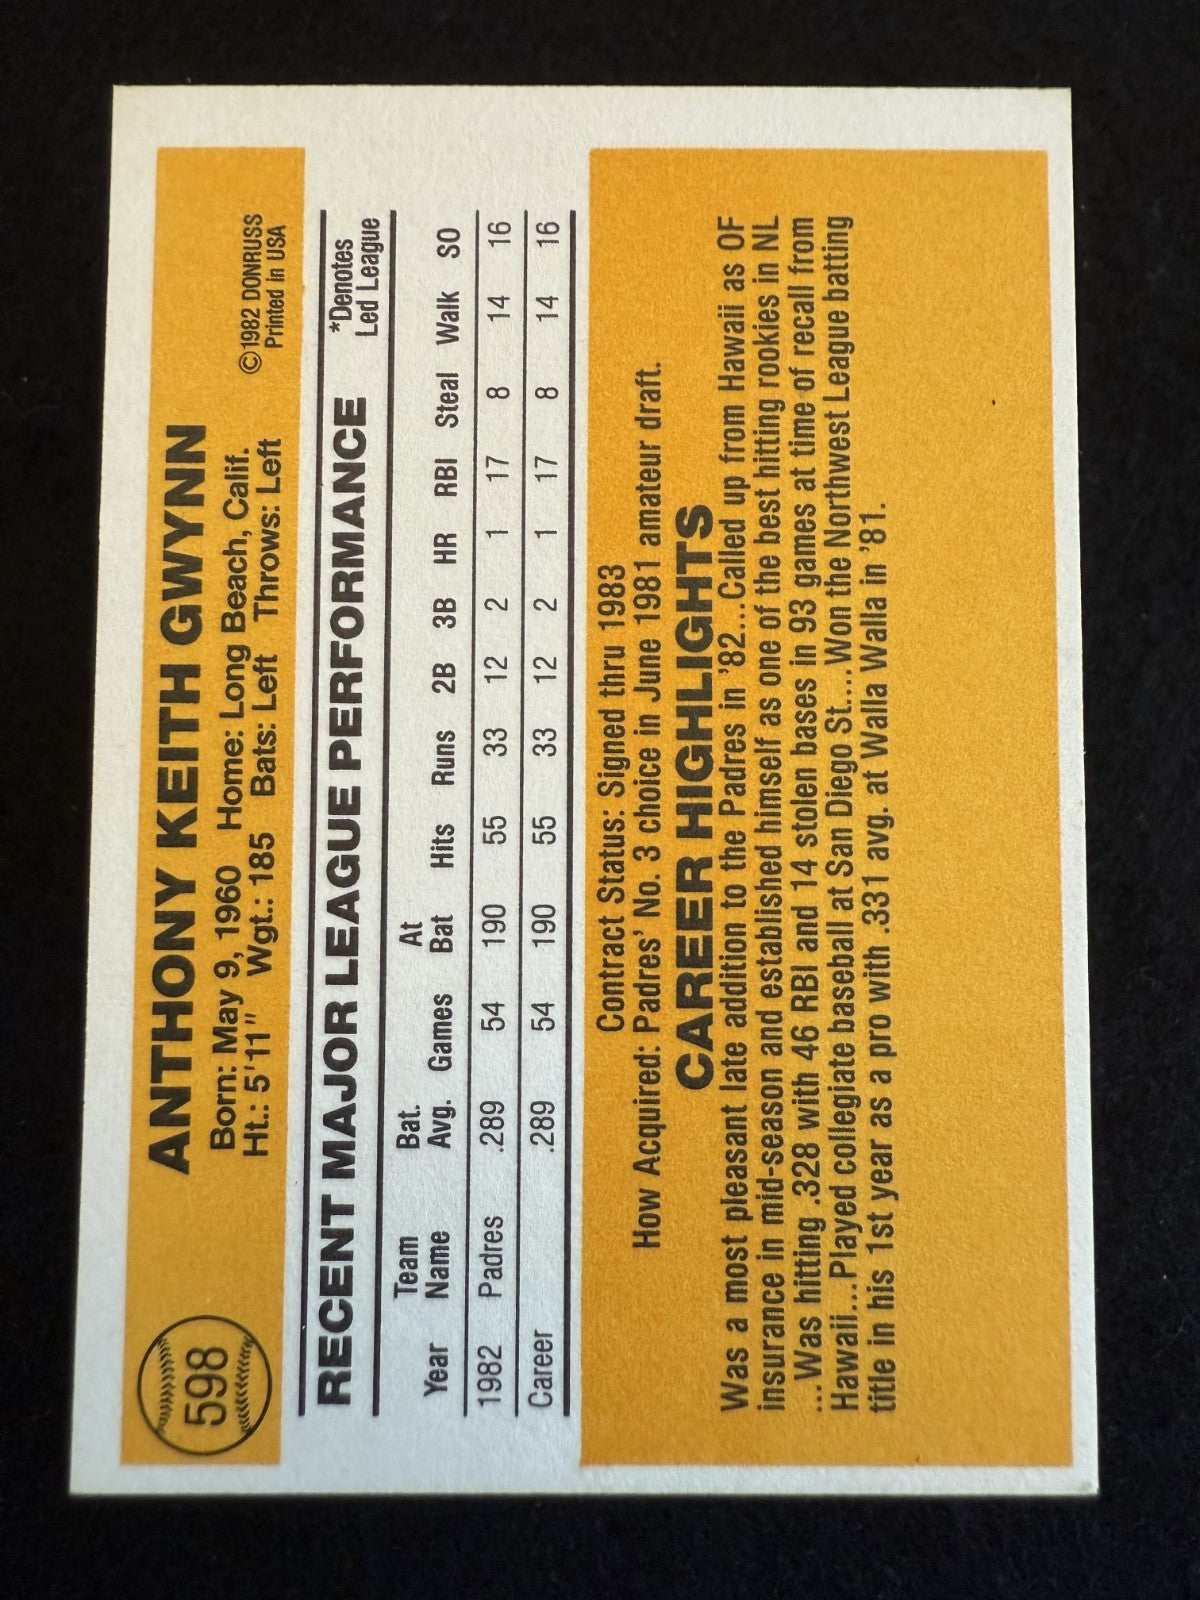 598
ANTHONY KEITH GWYNN
Born: May 9, 1960 Home: Long Beach, Calif.
Ht.: 5'11" Wgt.: 185 Bats: Left Throws: Left
©1982 DONRUSS
Printed in USA
RECENT MAJOR LEAGUE PERFORMANCE
*Denotes
Led League
Team Bat. At
Year Name Avg. Games Bat Hits Runs 2B 3B HR RBI Steal Walk SO
1982 Padres .289 54 190 55 33 12 2 1 17 8 14 16
Career .289 54 190 55 33 12 2 1 17 8 14 16
Contract Status: Signed thru 1983
How Acquired: Padres' No. 3 choice in June 1981 amateur draft.
CAREER HIGHLIGHTS
Was a most pleasant late addition to the Padres in '82...Called up from Hawaii as OF
insurance in mid-season and established himself as one of the best hitting rookies in NL
...Was hitting .328 with 46 RBI and 14 stolen bases in 93 games at time of recall from
Hawaii...Played collegiate baseball at San Diego St....Won the Northwest League batting
title in his 1st year as a pro with .331 avg. at Walla Walla in '81.